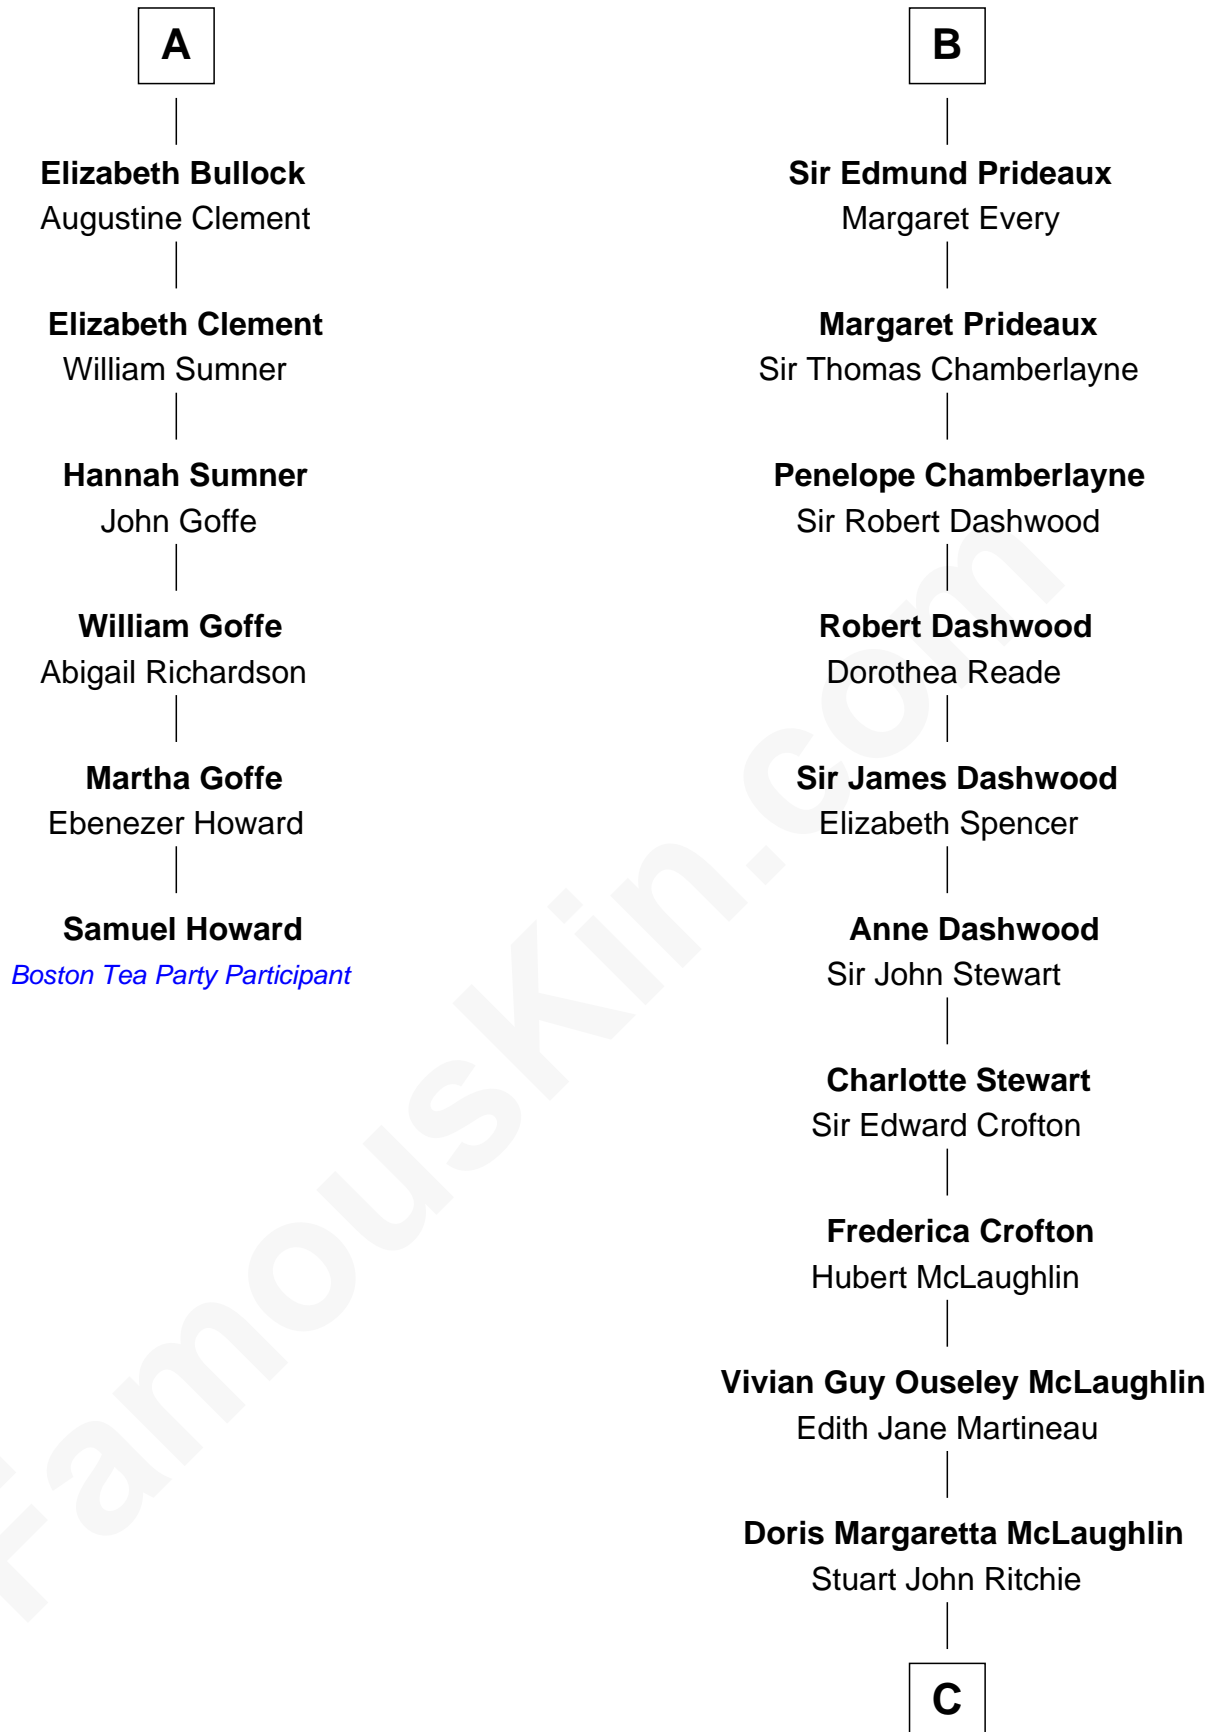 A
Elizabeth Bullock
Augustine Clement
Elizabeth Clement
William Sumner
Hannah Sumner
John Goffe
William Goffe
Abigail Richardson
Martha Goffe
Ebenezer Howard
Samuel Howard
Boston Tea Party Participant
B
Sir Edmund Prideaux
Margaret Every
Margaret Prideaux
Sir Thomas Chamberlayne
Penelope Chamberlayne
Sir Robert Dashwood
Robert Dashwood
Dorothea Reade
Sir James Dashwood
Elizabeth Spencer
Anne Dashwood
Sir John Stewart
Charlotte Stewart
Sir Edward Crofton
Frederica Crofton
Hubert McLaughlin
Vivian Guy Ouseley McLaughlin
Edith Jane Martineau
Doris Margaretta McLaughlin
Stuart John Ritchie
C
FamousKin.com